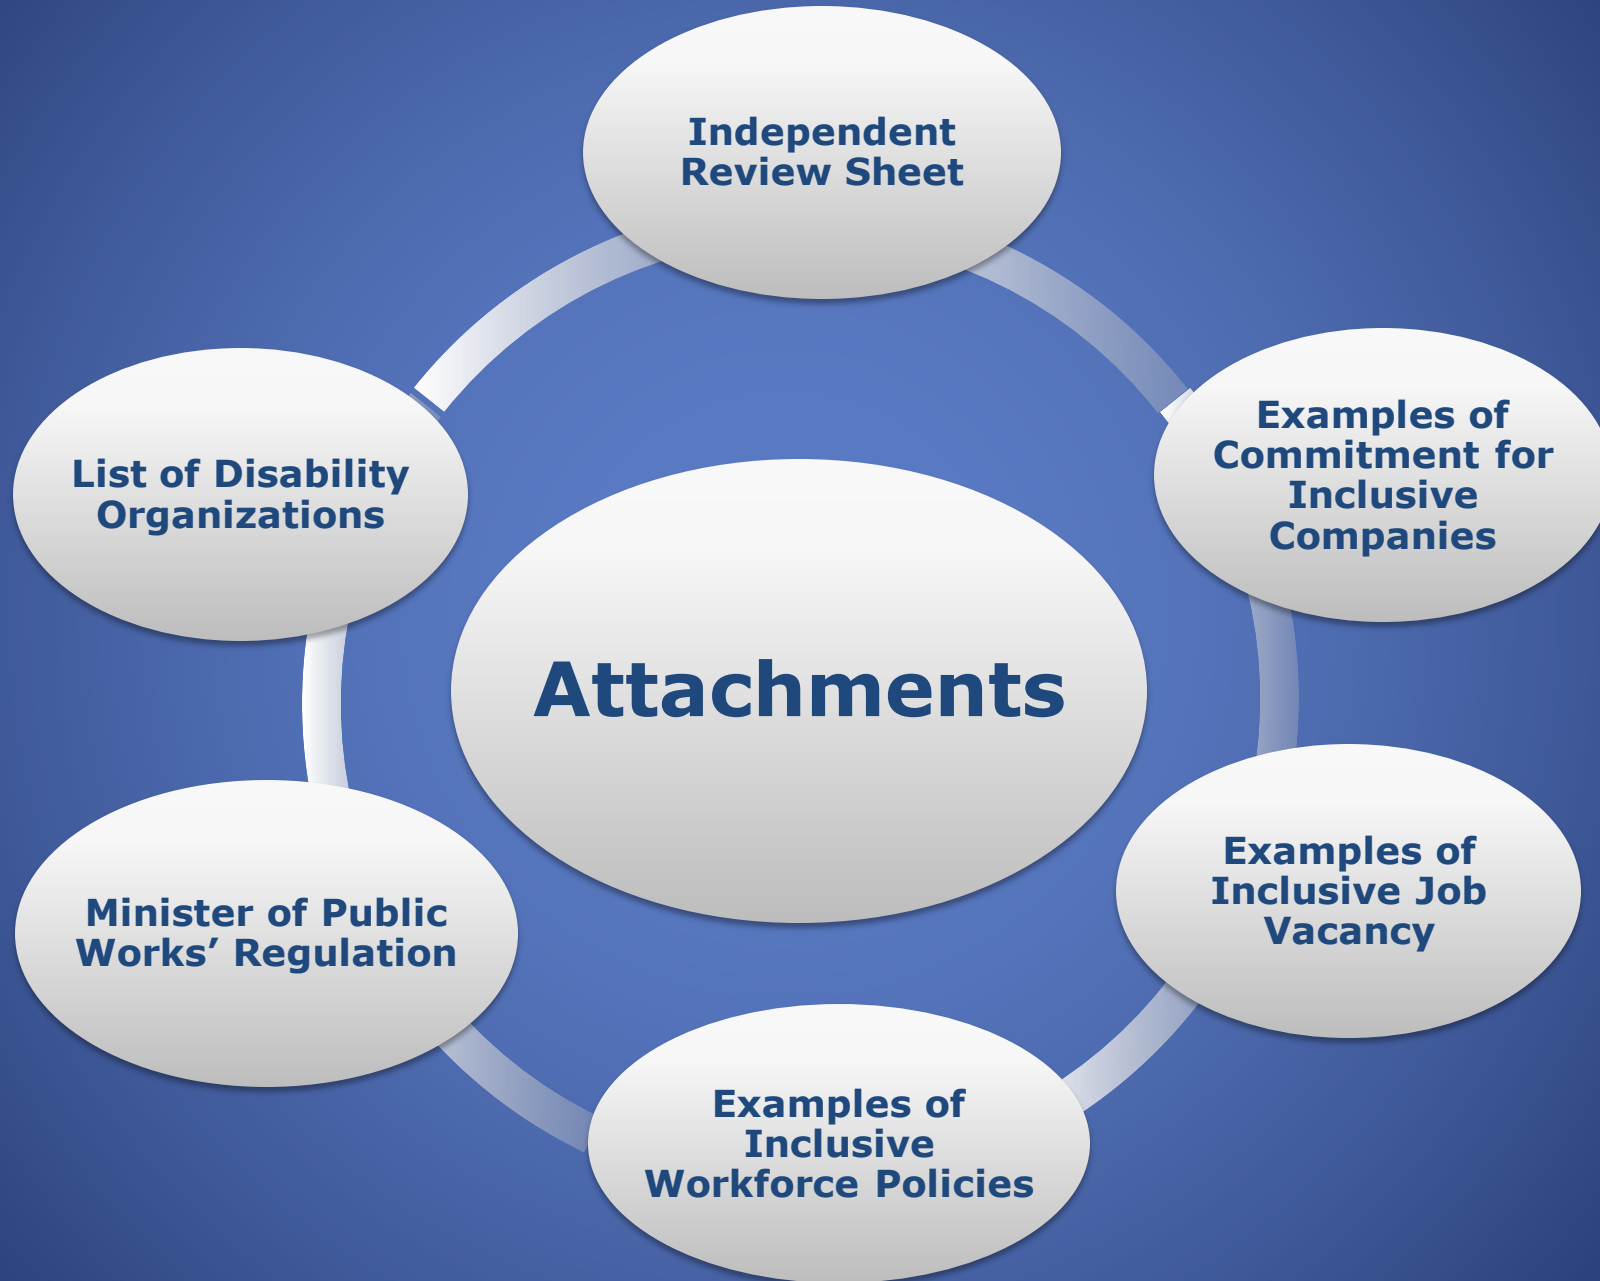 Independent
Review Sheet
Examples of
Commitment for
Inclusive
Companies
List of Disability
Organizations
Attachments
Examples of
Inclusive Job
Vacancy
Minister of Public
Works’ Regulation
Examples of
Inclusive
Workforce Policies